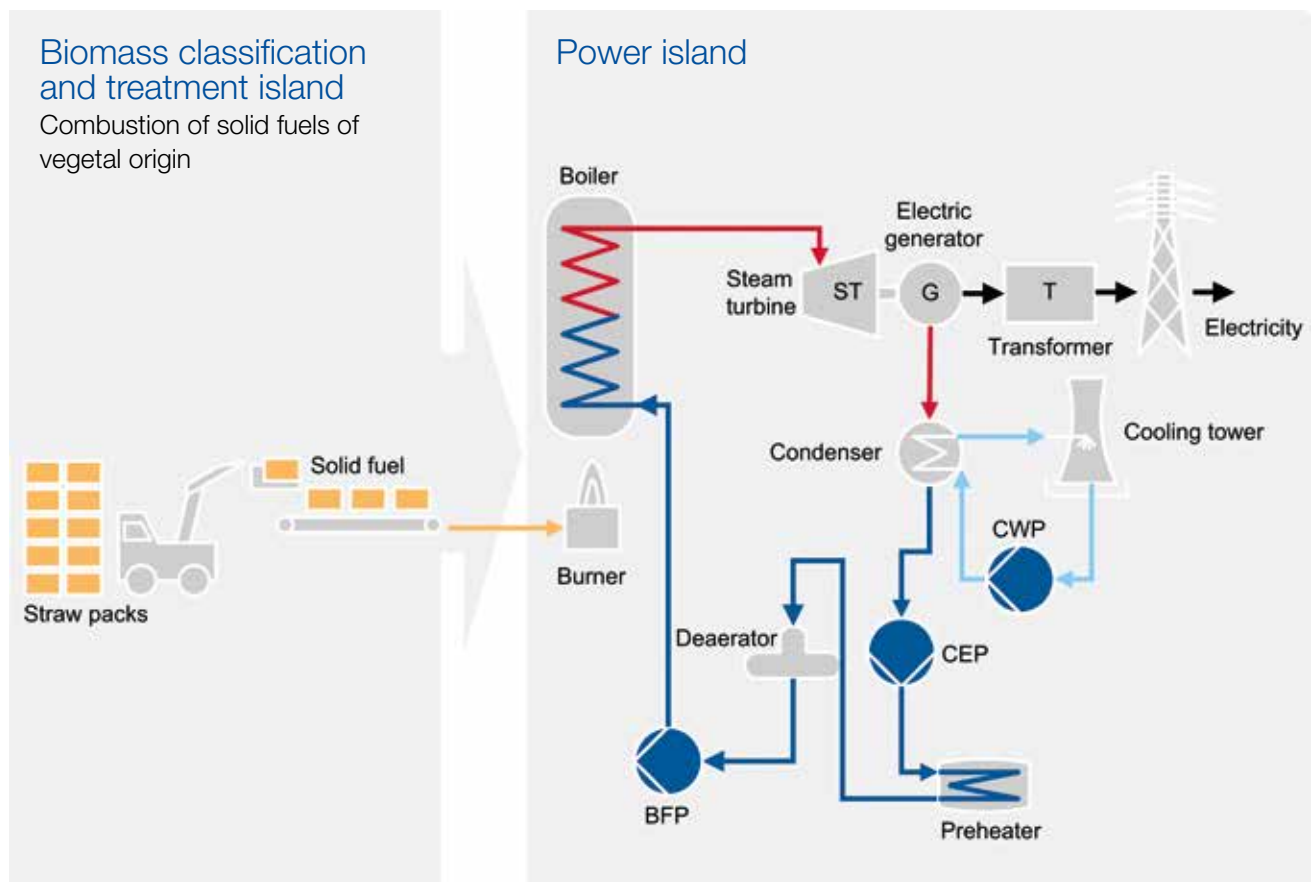 Biomass classification
and treatment island
Combustion of solid fuels of
vegetal origin
Power island
Boiler
Electric
generator
Steam
turbine
ST
G
T
Transformer
Electricity
Condenser
Cooling tower
Solid fuel
CWP
Burner
Straw packs
Deaerator
CEP
BFP
Preheater